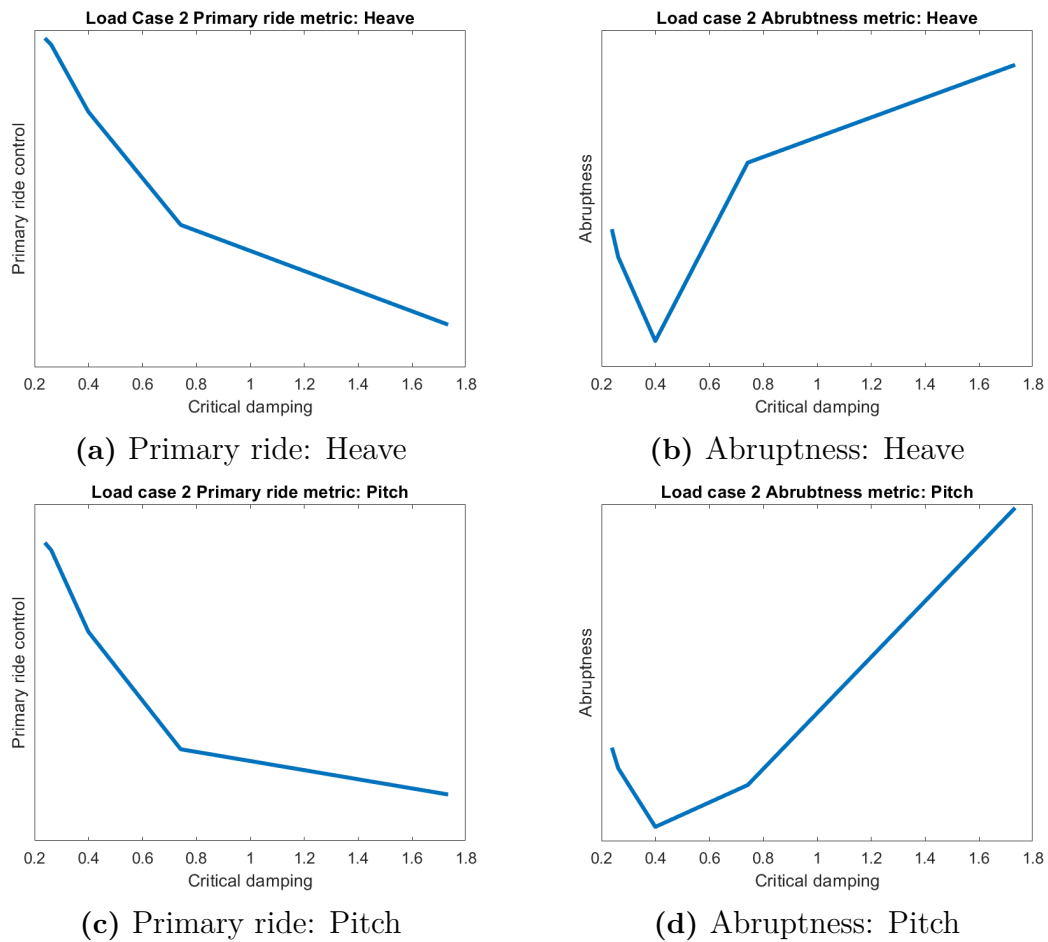 Load Case 2 Primary ride metric: Heave
Primary ride control
0.2 0.4 0.6 0.8 1 1.2 1.4 1.6 1.8
Critical damping
(a) Primary ride: Heave
Load case 2 Abrubtness metric: Heave
Abruptness
0.2 0.4 0.6 0.8 1 1.2 1.4 1.6 1.8
Critical damping
(b) Abruptness: Heave
Load case 2 Primary ride metric: Pitch
Primary ride control
0.2 0.4 0.6 0.8 1 1.2 1.4 1.6 1.8
Critical damping
(c) Primary ride: Pitch
Load case 2 Abrubtness metric: Pitch
Abruptness
0.2 0.4 0.6 0.8 1 1.2 1.4 1.6 1.8
Critical damping
(d) Abruptness: Pitch